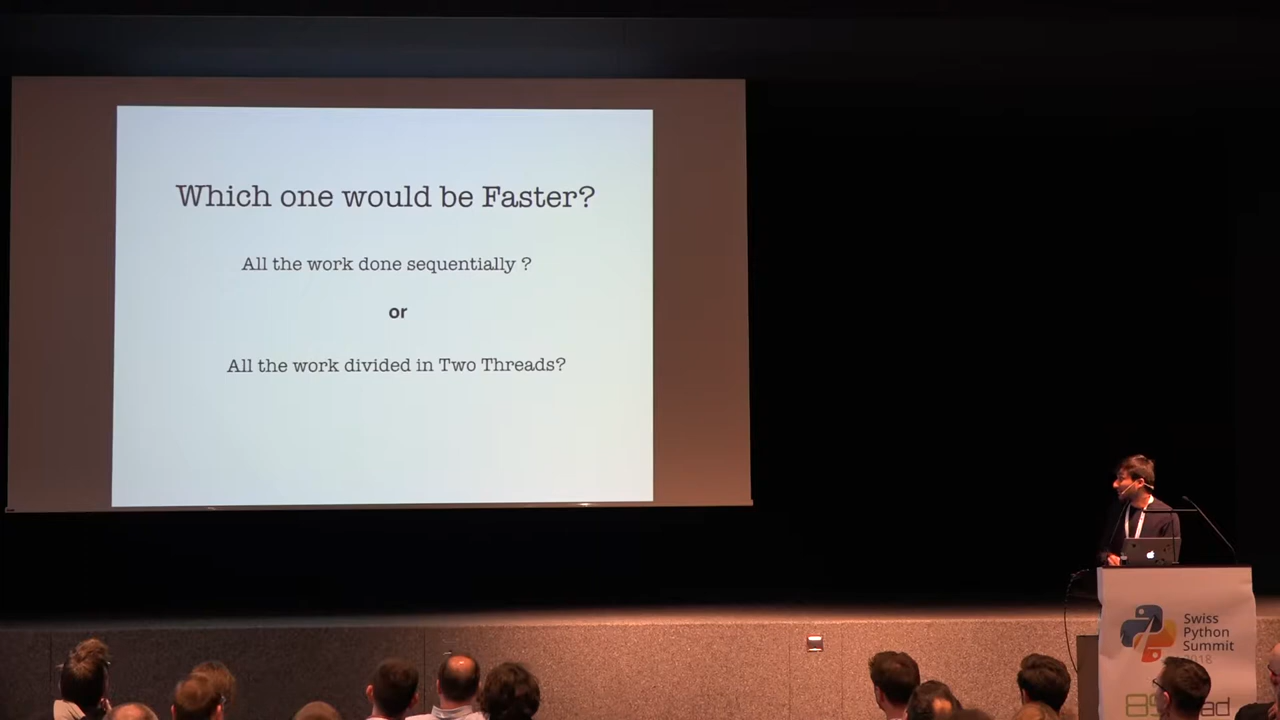 Which one would be Faster?
All the work done sequentially ?
or
All the work divided in Two Threads?
Swiss
Python
Summit
2018